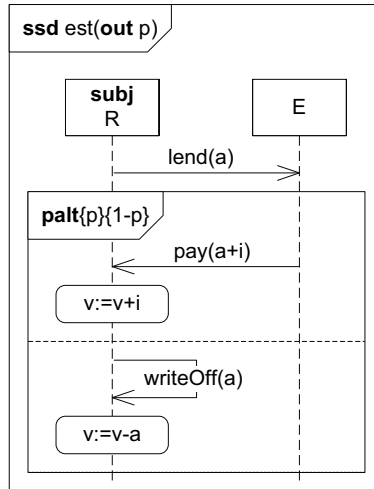 ssd est(out p)
subj
R
E
lend(a)
palt{p}{1-p}
pay(a+i)
v:=v+i
writeOff(a)
v:=v-a